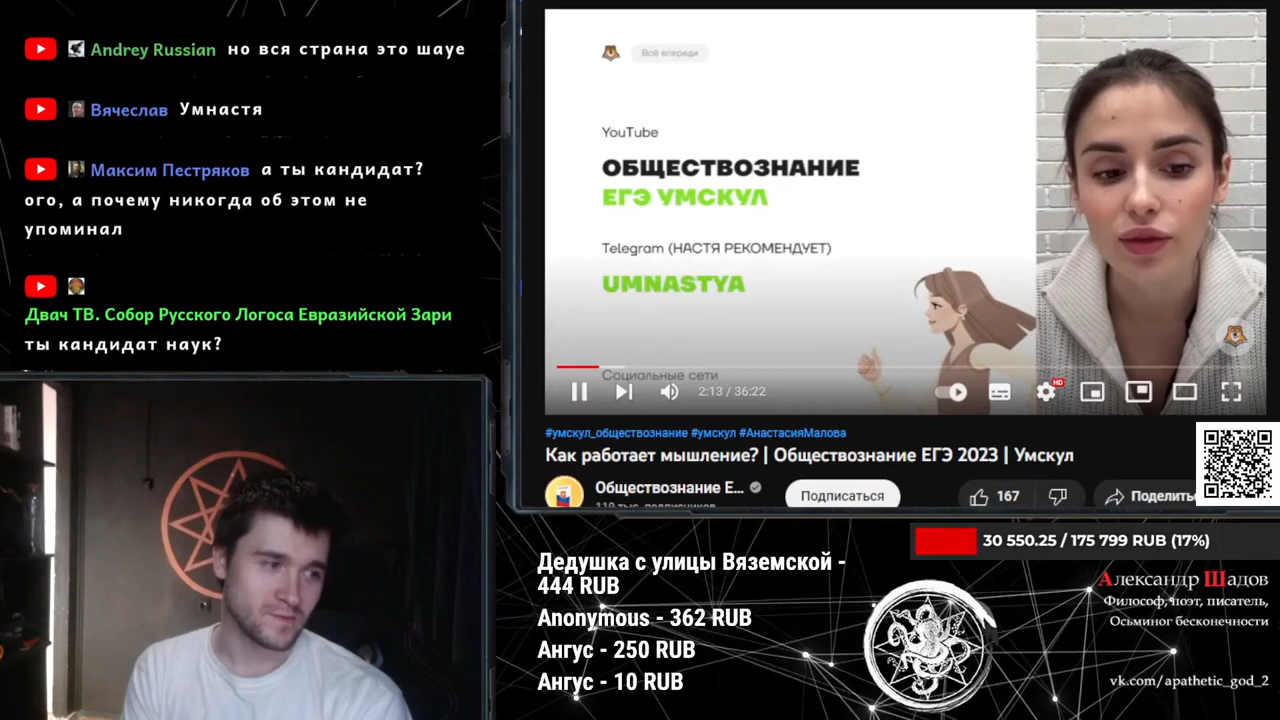 Andrey Russian но вся страна это шауе
Вячеслав Умнастя
Максим Пестряков а ты кандидат?
ого, а почему никогда об этом не
упоминал
Двач ТВ. Собор Русского Логоса Евразийской Зари
ты кандидат наук?
Всё впереди
YouTube
ОБЩЕСТВОЗНАНИЕ
ЕГЭ УМСКУЛ
Telegram (НАСТЯ РЕКОМЕНДУЕТ)
UMNASTYA
Социальные сети
2:13 / 36:22
HD
#умскул_обществознание #умскул #АнастасияМалова
Как работает мышление? | Обществознание ЕГЭ 2023 | Умскул
Обществознание Е...
Подписаться
167
Поделить
30 550.25 / 175 799 RUB (17%)
Дедушка с улицы Вяземской -
444 RUB
Anonymous - 362 RUB
Ангус - 250 RUB
Ангус - 10 RUB
Александр Шадов
Философ, поэт, писатель,
Осьминог бесконечности
vk.com/apathetic_god_2